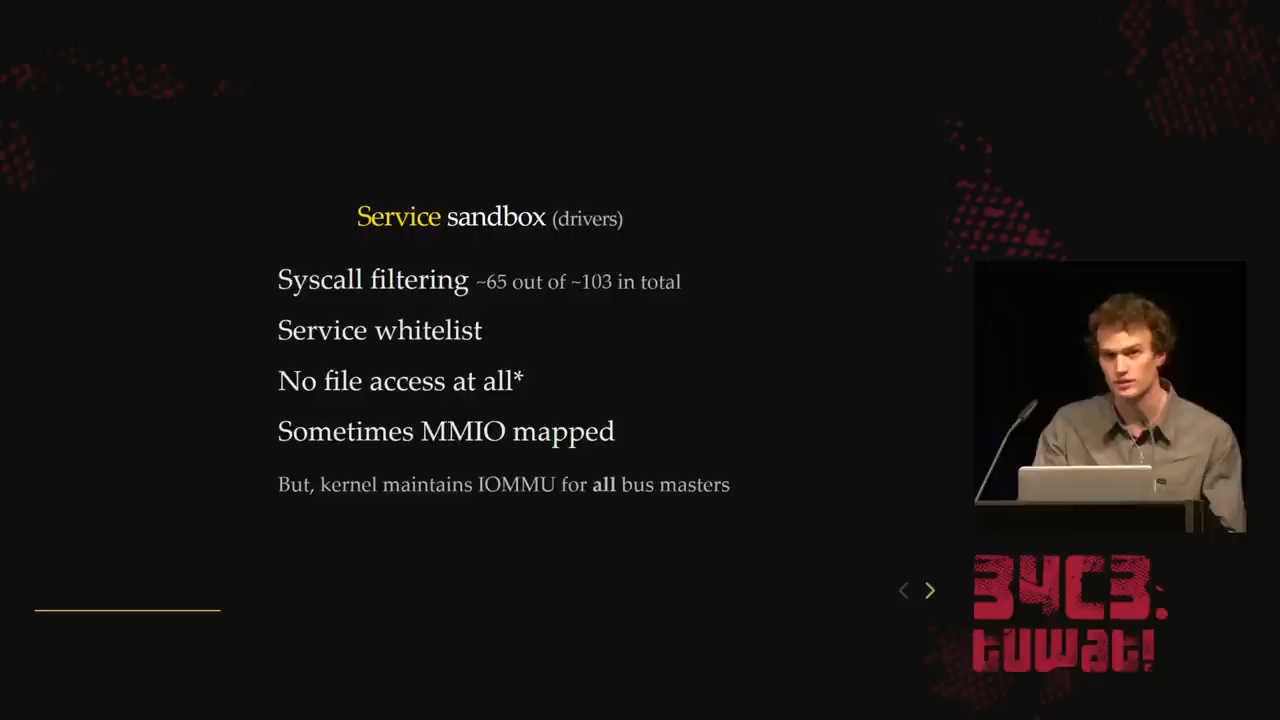 Service sandbox (drivers)
Syscall filtering ~65 out of ~103 in total
Service whitelist
No file access at all*
Sometimes MMIO mapped
But, kernel maintains IOMMU for all bus masters
34C3:
tuwat!